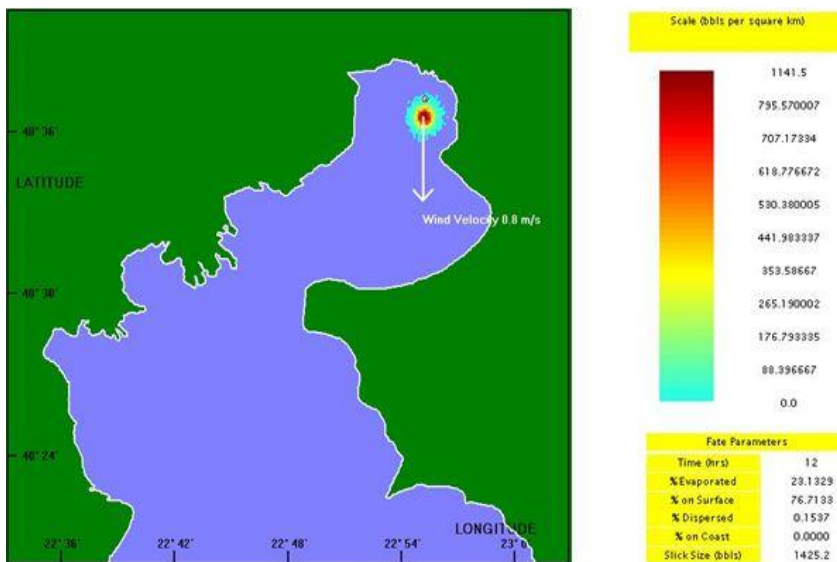 40° 36'
LATITUDE
Wind Velocity 0.8 m/s
40° 30'
40° 24'
LONGITUDE
22° 36' 22° 42' 22° 48' 22° 54' 23° 0'
Scale (bbls per square km)
1141.5
795.570007
707.17334
618.776672
530.380005
441.983337
353.58667
265.190002
176.793335
88.396667
0.0
Fate Parameters
Time (hrs) 12
% Evaporated 23.1329
% on Surface 76.7133
% Dispersed 0.1537
% on Coast 0.0000
Slick Size (bbls) 1425.2